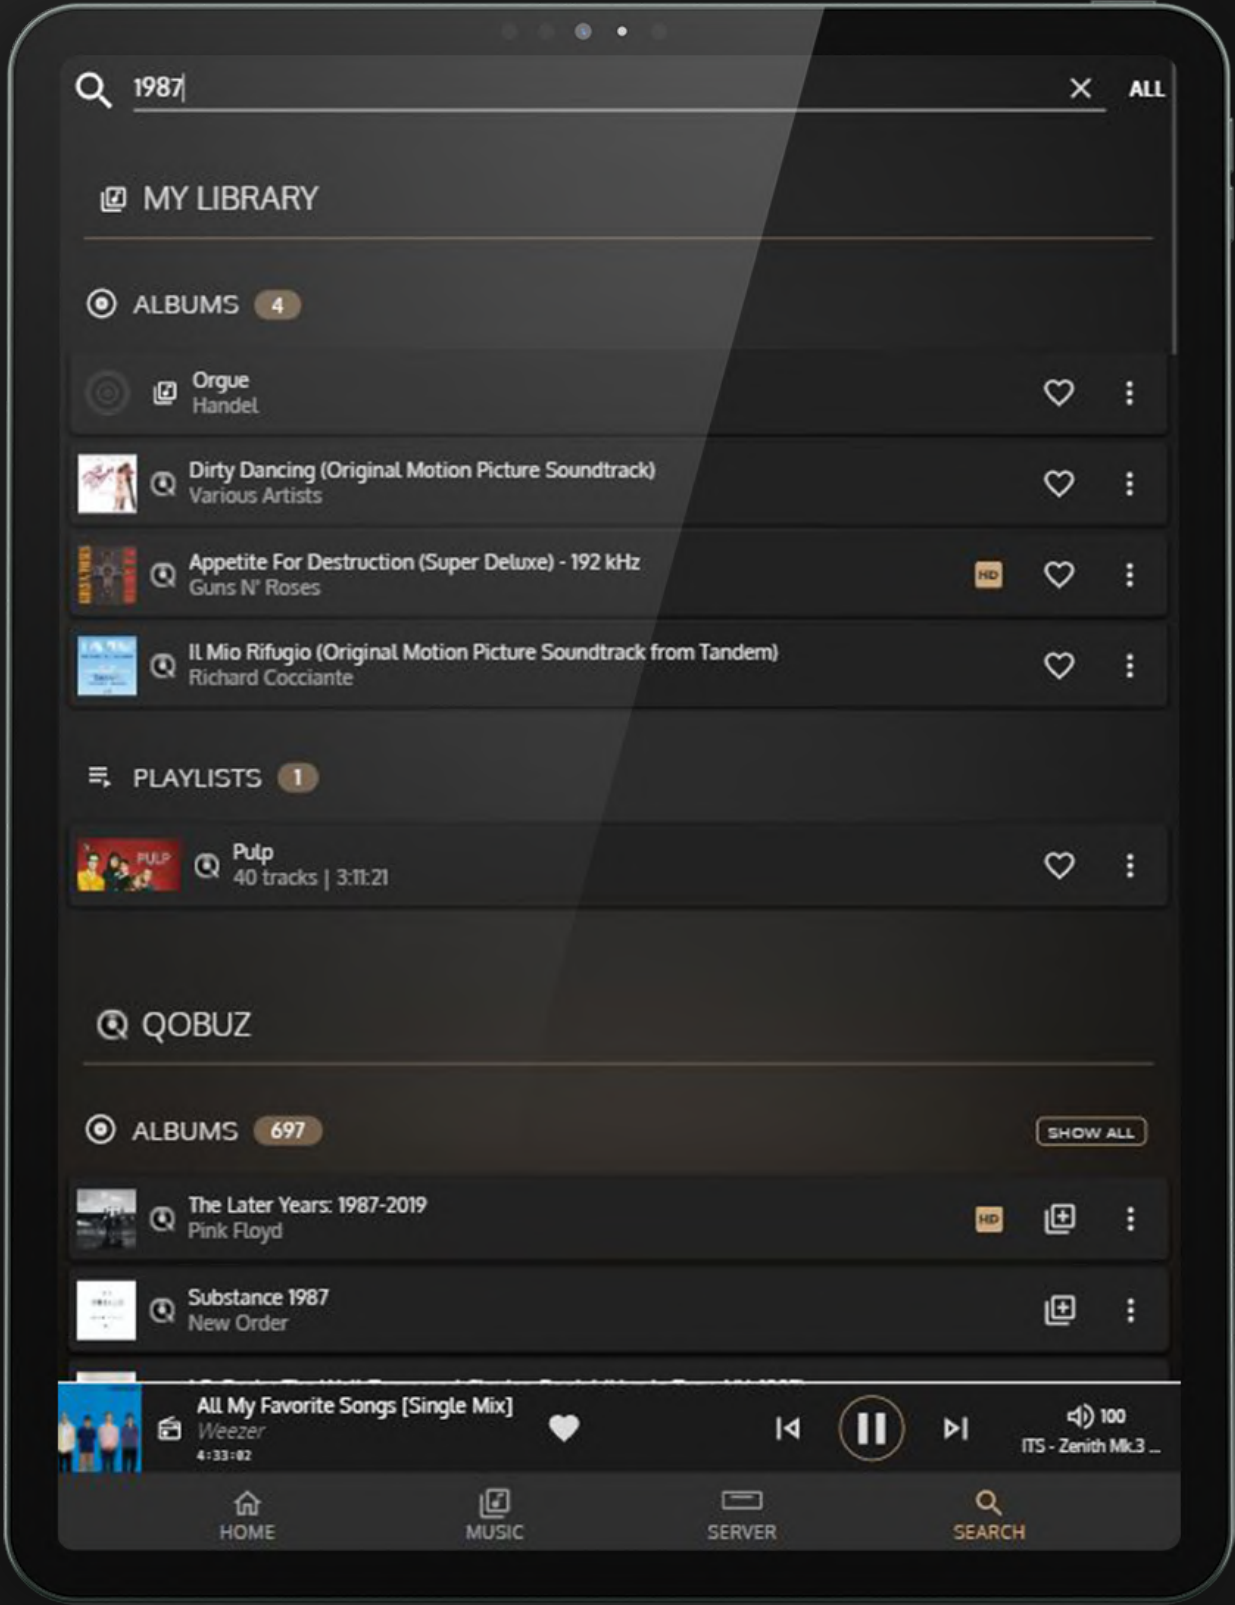 1987
ALL
MY LIBRARY
ALBUMS 4
Orgue
Handel
Dirty Dancing (Original Motion Picture Soundtrack)
Various Artists
Appetite For Destruction (Super Deluxe) - 192 kHz
HD
Guns N' Roses
Il Mio Rifugio (Original Motion Picture Soundtrack from Tandem)
Richard Cocciante
PLAYLISTS 1
PULP
Pulp
40 tracks | 3:11:21
QOBUZ
ALBUMS 697
SHOW ALL
The Later Years: 1987-2019
HD
Pink Floyd
Substance 1987
New Order
All My Favorite Songs [Single Mix]
Weezer
4:33:02
100
ITS - Zenith Mk.3 ...
HOME
MUSIC
SERVER
SEARCH